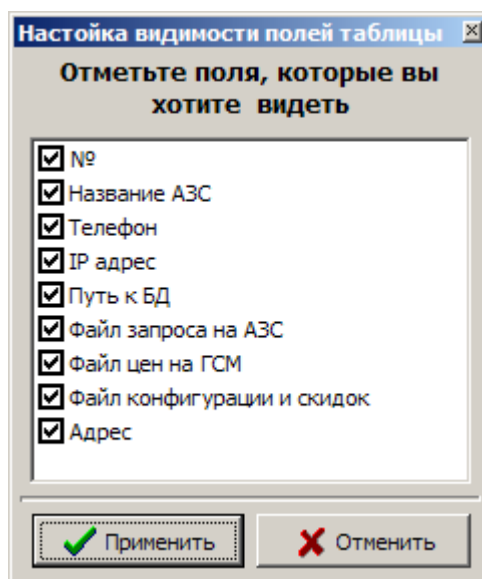 Настойка видимости полей таблицы
Отметьте поля, которые вы
хотите видеть
№
Название АЗС
Телефон
IP адрес
Путь к БД
Файл запроса на АЗС
Файл цен на ГСМ
Файл конфигурации и скидок
Адрес
Применить
Отменить